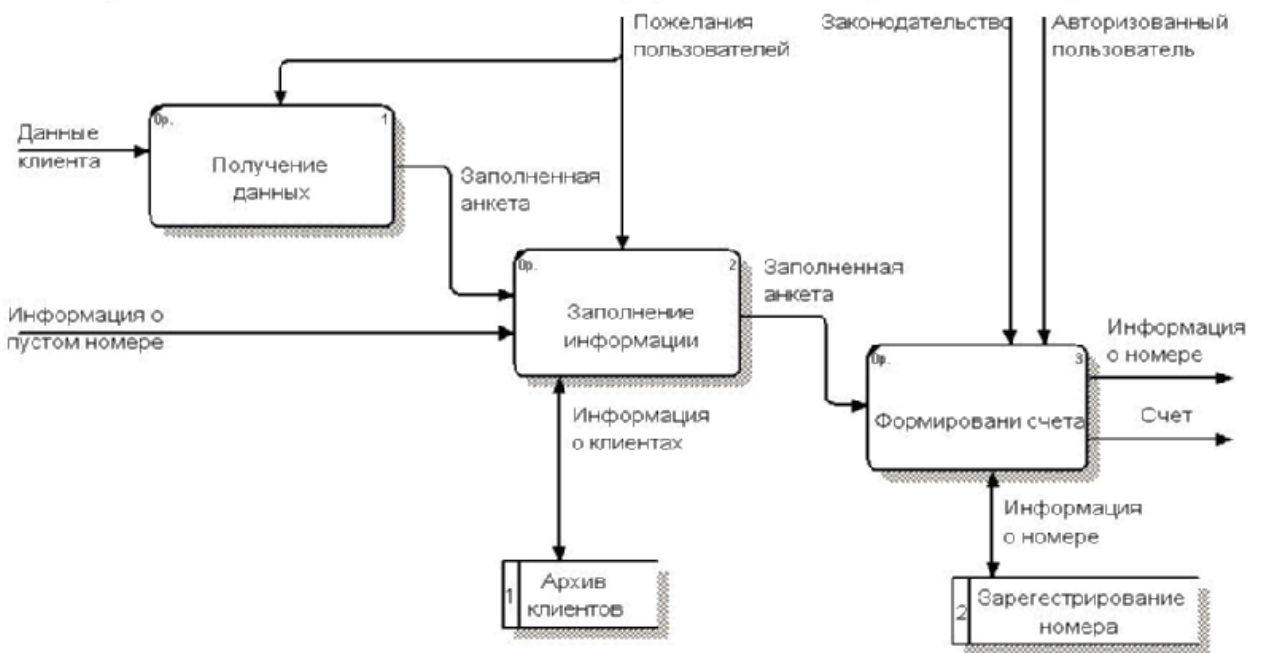 Пожелания
пользователей
Законодательство
Авторизованный
пользователь
0р. 1
Данные
клиента
Получение
данных
Заполненная
анкета
0р. 2
Заполненная
анкета
Информация о
пустом номере
Заполнение
информации
Информация
о номере
0р. 3
Информация
о клиентах
Формировани счета
Счет
Информация
о номере
1
Архив
клиентов
2
Зарегестрирование
номера